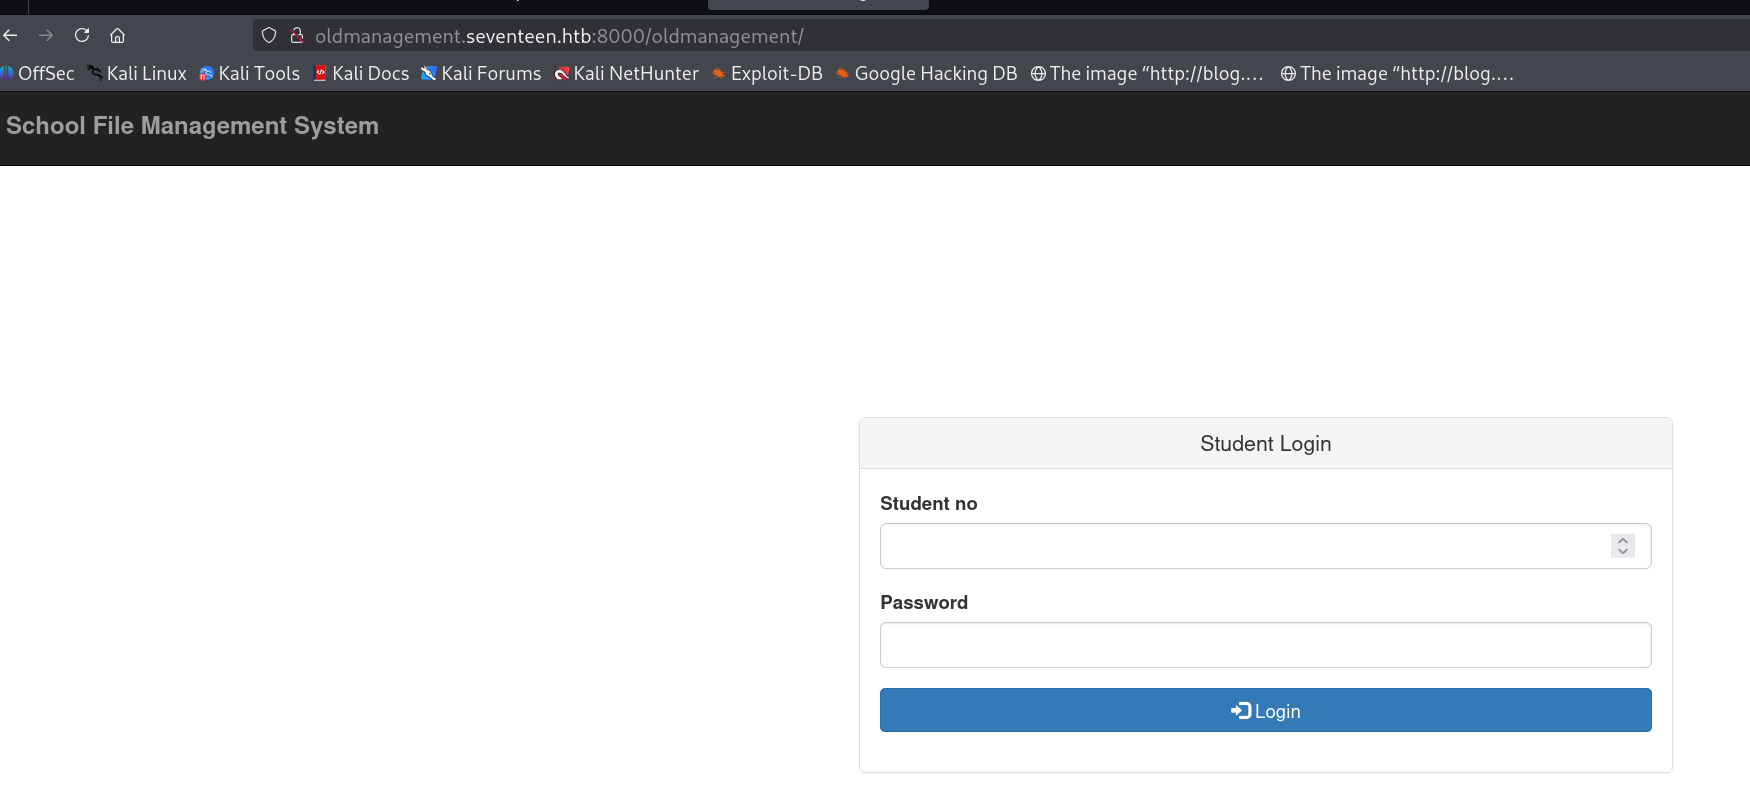 oldmanagement.seventeen.htb:8000/oldmanagement/
OffSec Kali Linux Kali Tools Kali Docs Kali Forums Kali NetHunter Exploit-DB Google Hacking DB The image “http://blog.… The image “http://blog.…
School File Management System
Student Login
Student no
Password
Login